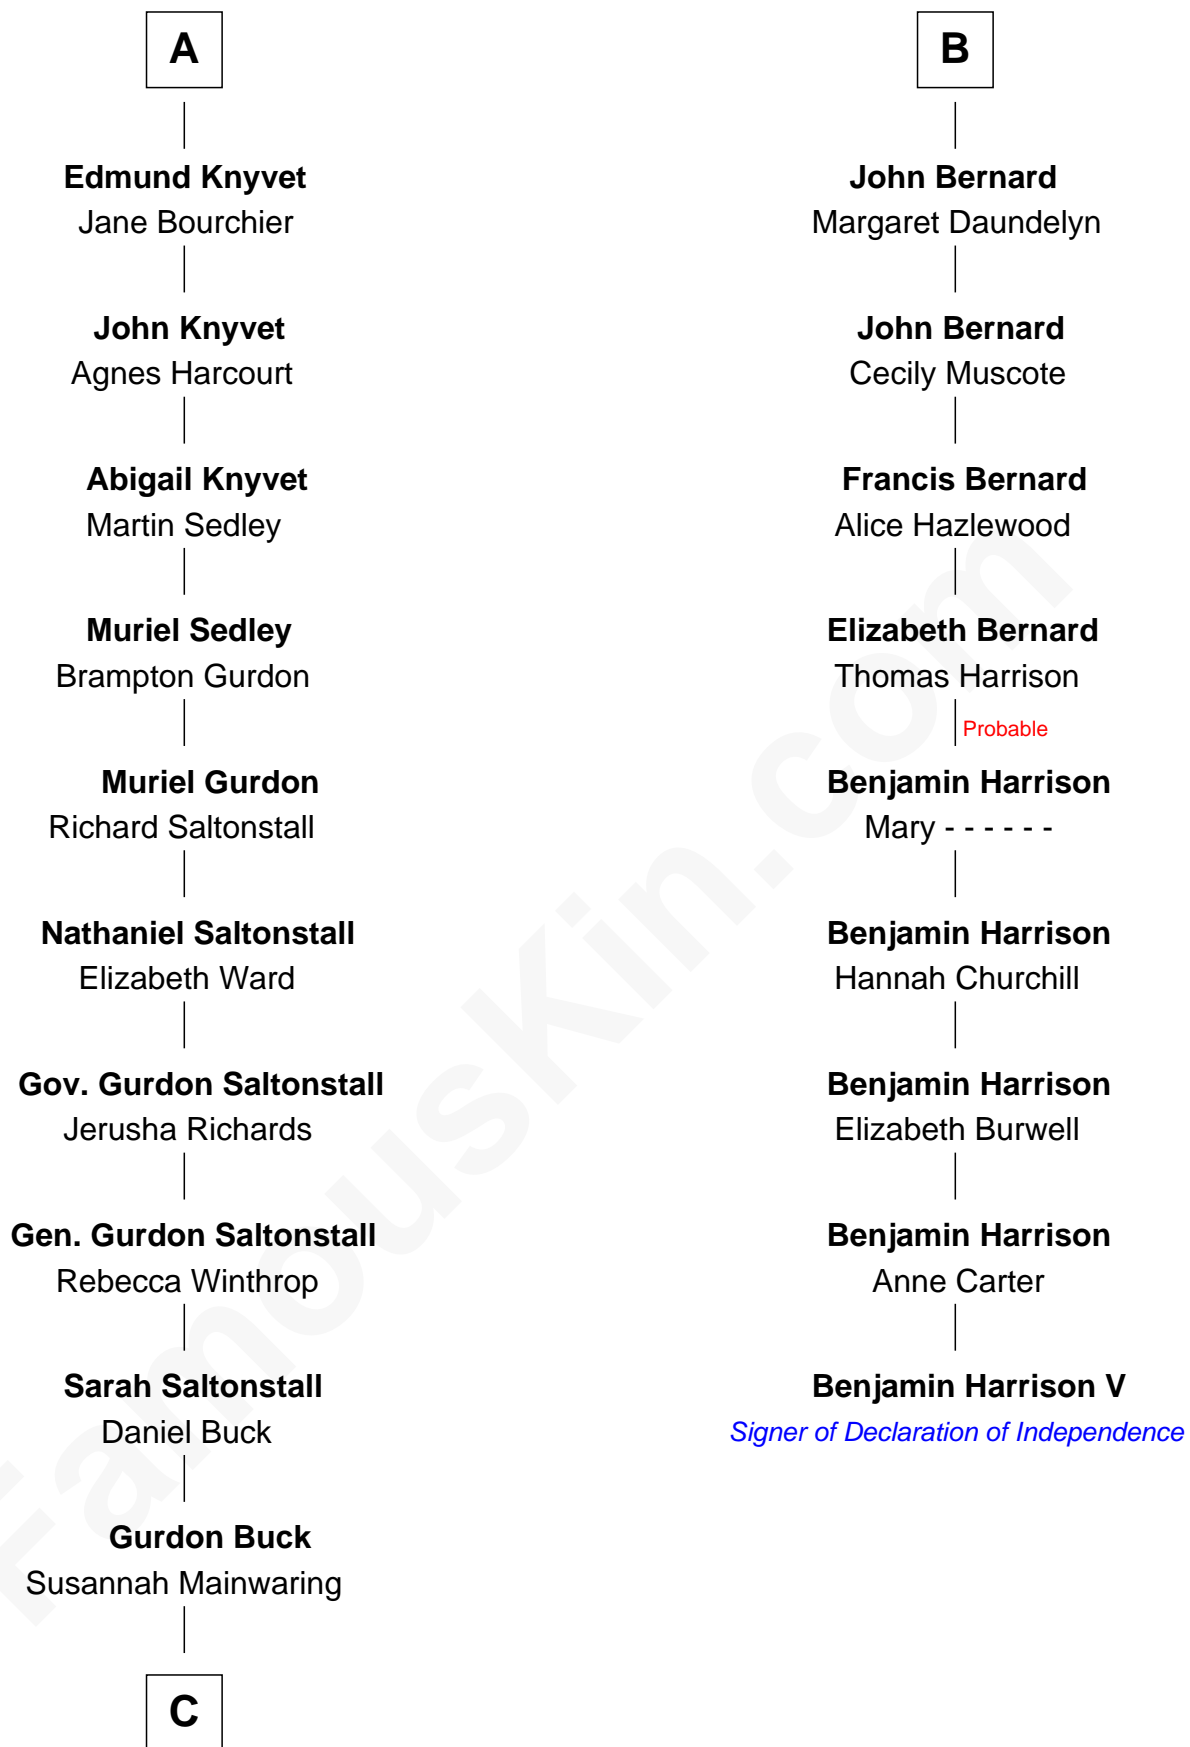 A
Edmund Knyvet
Jane Bourchier
John Knyvet
Agnes Harcourt
Abigail Knyvet
Martin Sedley
Muriel Sedley
Brampton Gurdon
Muriel Gurdon
Richard Saltonstall
Nathaniel Saltonstall
Elizabeth Ward
Gov. Gurdon Saltonstall
Jerusha Richards
Gen. Gurdon Saltonstall
Rebecca Winthrop
Sarah Saltonstall
Daniel Buck
Gurdon Buck
Susannah Mainwaring
C
B
John Bernard
Margaret Daundelyn
John Bernard
Cecily Muscote
Francis Bernard
Alice Hazlewood
Elizabeth Bernard
Thomas Harrison
Probable
Benjamin Harrison
Mary - - - - - -
Benjamin Harrison
Hannah Churchill
Benjamin Harrison
Elizabeth Burwell
Benjamin Harrison
Anne Carter
Benjamin Harrison V
Signer of Declaration of Independence
FamousKin.com